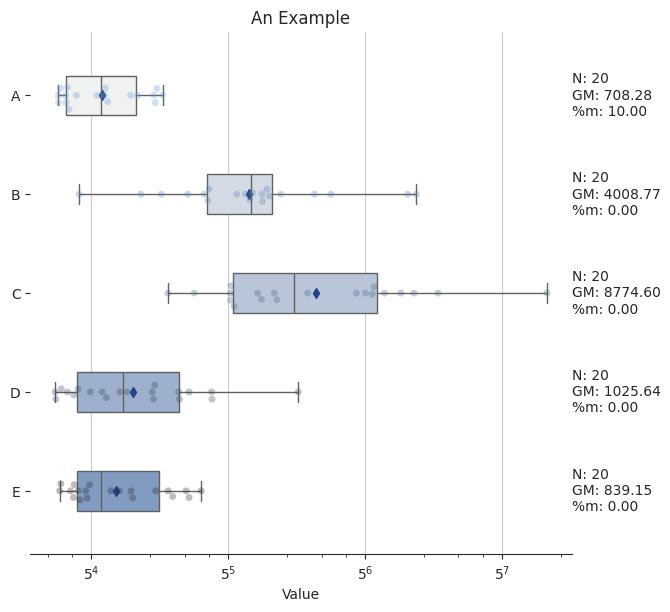 An Example
A
N: 20
GM: 708.28
%m: 10.00
B
N: 20
GM: 4008.77
%m: 0.00
C
N: 20
GM: 8774.60
%m: 0.00
D
N: 20
GM: 1025.64
%m: 0.00
E
N: 20
GM: 839.15
%m: 0.00
5⁴ 5⁵ 5⁶ 5⁷
Value